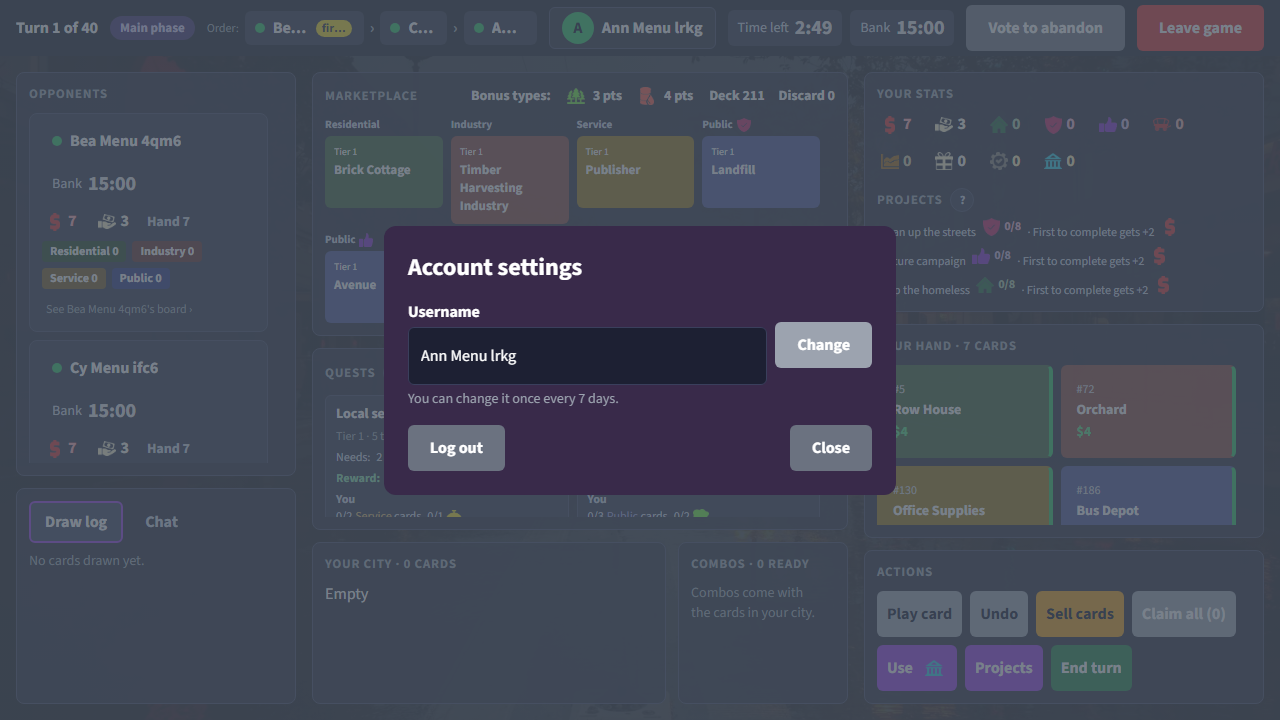 Turn 1 of 40 Main phase Order: Be... fir... › C... › A... A Ann Menu lrkg Time left 2:49 Bank 15:00 Vote to abandon Leave game
OPPONENTS
Bea Menu 4qm6
Bank 15:00
7 3 Hand 7
Residential 0 Industry 0
Service 0 Public 0
See Bea Menu 4qm6's board ›
Cy Menu ifc6
Bank 15:00
7 3 Hand 7
Draw log Chat
No cards drawn yet.
MARKETPLACE Bonus types: 3 pts 4 pts Deck 211 Discard 0
Residential Industry Service Public
Tier 1
Brick Cottage
Tier 1
Timber
Harvesting
Industry
Tier 1
Publisher
Tier 1
Landfill
Public
Tier 1
Avenue
QUESTS
Local se
Tier 1 · 5 t
Needs: 2
Reward:
You
0/2 Service cards 0/1
You
0/3 Public cards 0/2
YOUR CITY · 0 CARDS
Empty
COMBOS · 0 READY
Combos come with
the cards in your city.
Account settings
Username
Ann Menu lrkg
Change
You can change it once every 7 days.
Log out Close
YOUR STATS
7 3 0 0 0 0
0 0 0 0
PROJECTS ?
an up the streets 0/8 · First to complete gets +2
ure campaign 0/8 · First to complete gets +2
the homeless 0/8 · First to complete gets +2
UR HAND · 7 CARDS
Row House
$4
#72
Orchard
$4
#130
Office Supplies
#186
Bus Depot
ACTIONS
Play card Undo Sell cards Claim all (0)
Use Projects End turn